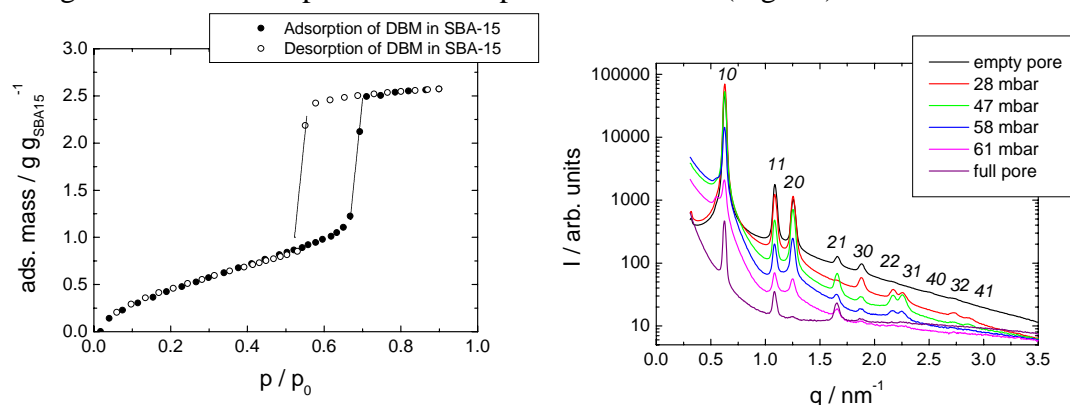 Adsorption of DBM in SBA-15
Desorption of DBM in SBA-15
ads. mass / g g_SBA15^-1
3.0
2.5
2.0
1.5
1.0
0.5
0.0
0.0 0.2 0.4 0.6 0.8 1.0
p / p_0
empty pore
28 mbar
47 mbar
58 mbar
61 mbar
full pore
I / arb. units
100000
10000
1000
100
10
10
11
20
21
30
22
31
40
32
41
0.0 0.5 1.0 1.5 2.0 2.5 3.0 3.5
q / nm^-1